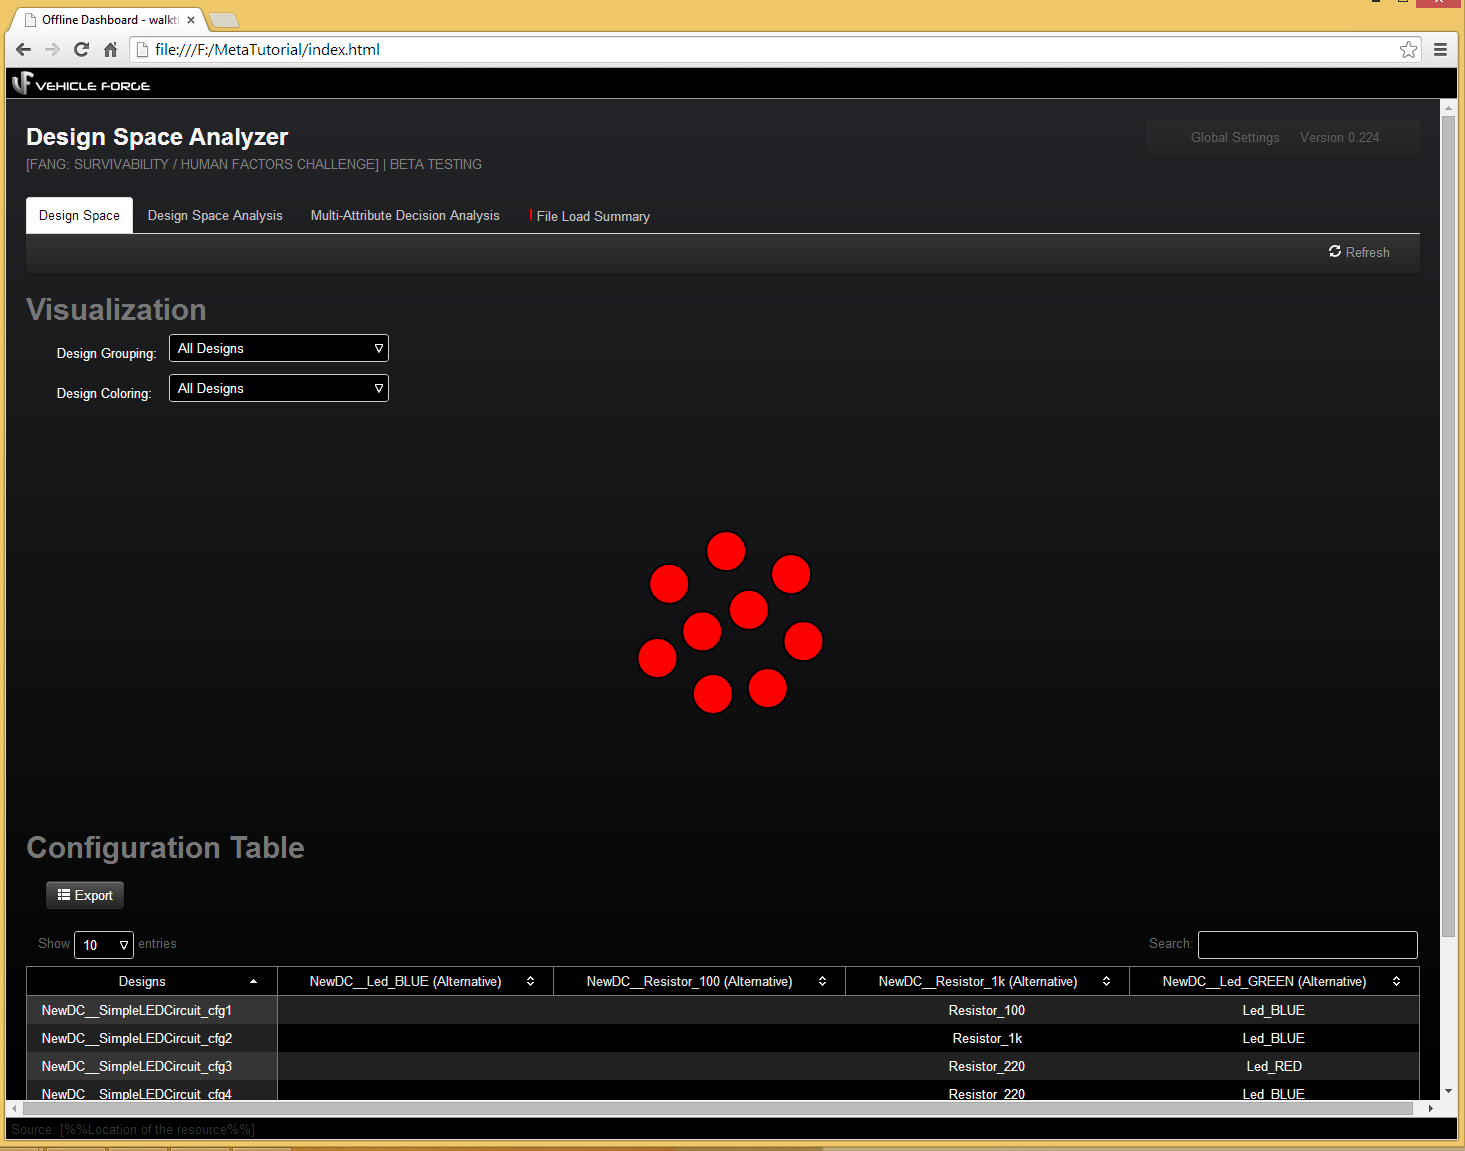 Offline Dashboard - walkt
file:///F:/MetaTutorial/index.html
VEHICLE FORGE
Design Space Analyzer
Global Settings Version 0.224
[FANG: SURVIVABILITY / HUMAN FACTORS CHALLENGE] | BETA TESTING
Design Space Design Space Analysis Multi-Attribute Decision Analysis ! File Load Summary
Refresh
Visualization
Design Grouping: All Designs
Design Coloring: All Designs
Configuration Table
Export
Show 10 entries Search:
Designs NewDC__Led_BLUE (Alternative) NewDC__Resistor_100 (Alternative) NewDC__Resistor_1k (Alternative) NewDC__Led_GREEN (Alternative)
NewDC__SimpleLEDCircuit_cfg1 Resistor_100 Led_BLUE
NewDC__SimpleLEDCircuit_cfg2 Resistor_1k Led_BLUE
NewDC__SimpleLEDCircuit_cfg3 Resistor_220 Led_RED
NewDC__SimpleLEDCircuit_cfg4 Resistor_220 Led_BLUE
Source: [%%Location of the resource%%]